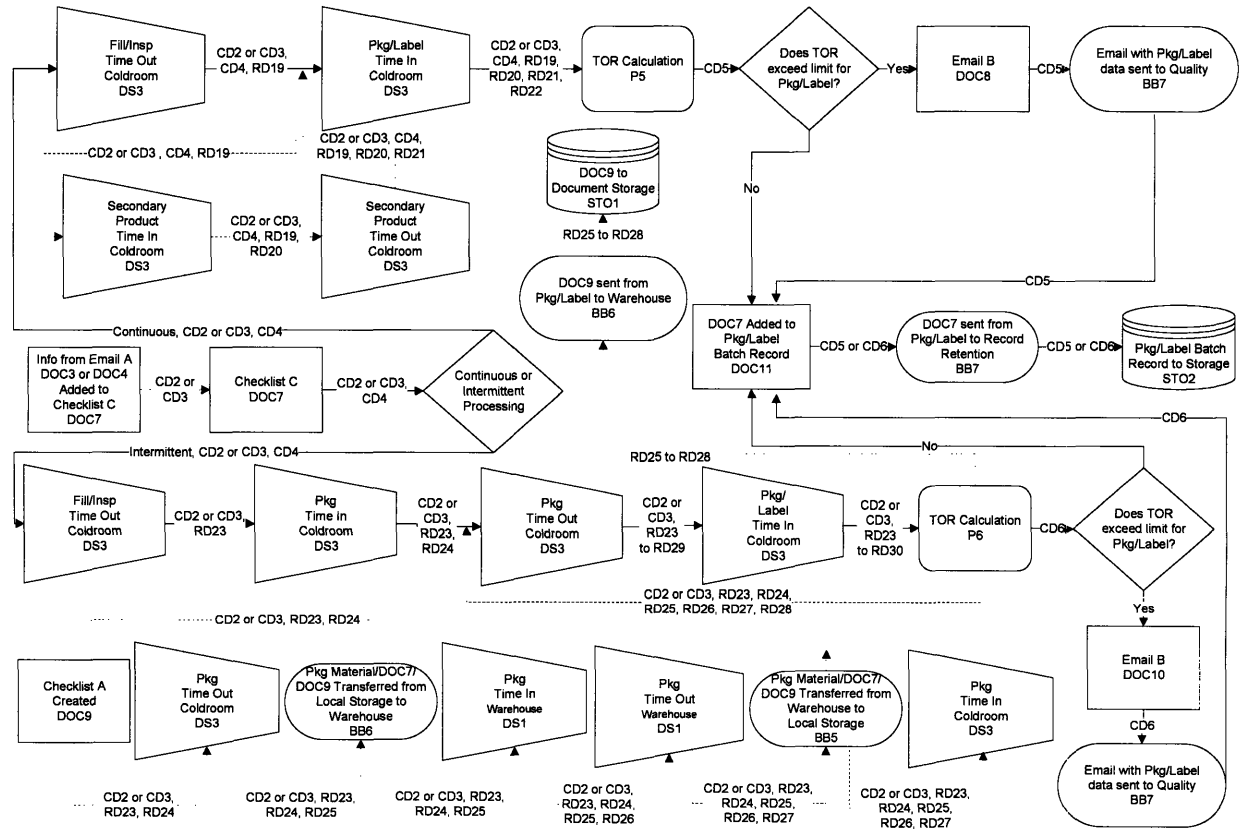 Fill/Insp
Time Out
Coldroom
DS3
CD2 or CD3,
CD4, RD19
Pkg/Label
Time In
Coldroom
DS3
CD2 or CD3,
CD4, RD19,
RD20, RD21,
RD22
TOR Calculation
P5
CD5
Does TOR
exceed limit for
Pkg/Label?
Yes
Email B
DOC8
CD5
Email with Pkg/Label
data sent to Quality
BB7
CD2 or CD3 , CD4, RD19
CD2 or CD3, CD4,
RD19, RD20, RD21
DOC9 to
Document Storage
STO1
No
Secondary
Product
Time In
Coldroom
DS3
CD2 or CD3,
CD4, RD19,
RD20
Secondary
Product
Time Out
Coldroom
DS3
RD25 to RD28
DOC9 sent from
Pkg/Label to Warehouse
BB6
CD5
Continuous, CD2 or CD3, CD4
Info from Email A
DOC3 or DOC4
Added to
Checklist C
DOC7
CD2 or
CD3
Checklist C
DOC7
CD2 or CD3,
CD4
Continuous or
Intermittent
Processing
DOC7 Added to
Pkg/Label
Batch Record
DOC11
CD5 or CD6
DOC7 sent from
Pkg/Label to Record
Retention
BB7
CD5 or CD6
Pkg/Label Batch
Record to Storage
STO2
CD6
Intermittent, CD2 or CD3, CD4
RD25 to RD28
No
Fill/Insp
Time Out
Coldroom
DS3
CD2 or CD3,
RD23
Pkg
Time In
Coldroom
DS3
CD2 or
CD3,
RD23,
RD24
Pkg
Time Out
Coldroom
DS3
CD2 or
CD3,
RD23
to RD29
Pkg/
Label
Time In
Coldroom
DS3
CD2 or
CD3,
RD23
to RD30
TOR Calculation
P6
CD6
Does TOR
exceed limit for
Pkg/Label?
CD2 or CD3, RD23, RD24
CD2 or CD3, RD23, RD24,
RD25, RD26, RD27, RD28
Yes
Checklist A
Created
DOC9
Pkg
Time Out
Coldroom
DS3
Pkg Material/DOC7/
DOC9 Transferred from
Local Storage to
Warehouse
BB6
Pkg
Time In
Warehouse
DS1
Pkg
Time Out
Warehouse
DS1
Pkg Material/DOC7/
DOC9 Transferred from
Warehouse to
Local Storage
BB5
Pkg
Time In
Coldroom
DS3
Email B
DOC10
CD6
CD2 or CD3,
RD23, RD24
CD2 or CD3, RD23,
RD24, RD25
CD2 or CD3, RD23,
RD24, RD25
CD2 or CD3,
RD23, RD24,
RD25, RD26
CD2 or CD3, RD23,
RD24, RD25,
RD26, RD27
CD2 or CD3, RD23,
RD24, RD25,
RD26, RD27
Email with Pkg/Label
data sent to Quality
BB7